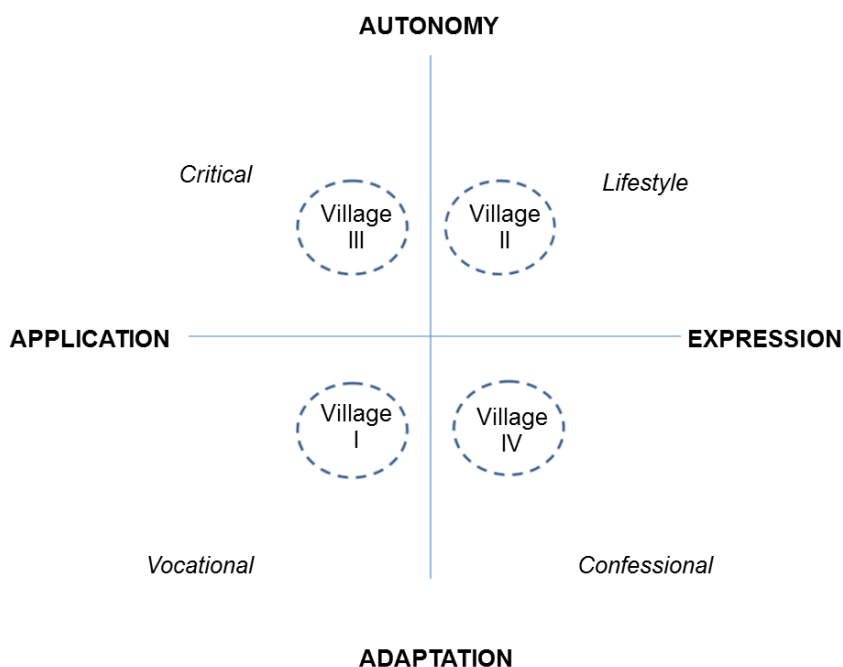 AUTONOMY
Critical
Lifestyle
Village
III
Village
II
APPLICATION
EXPRESSION
Village
I
Village
IV
Vocational
Confessional
ADAPTATION